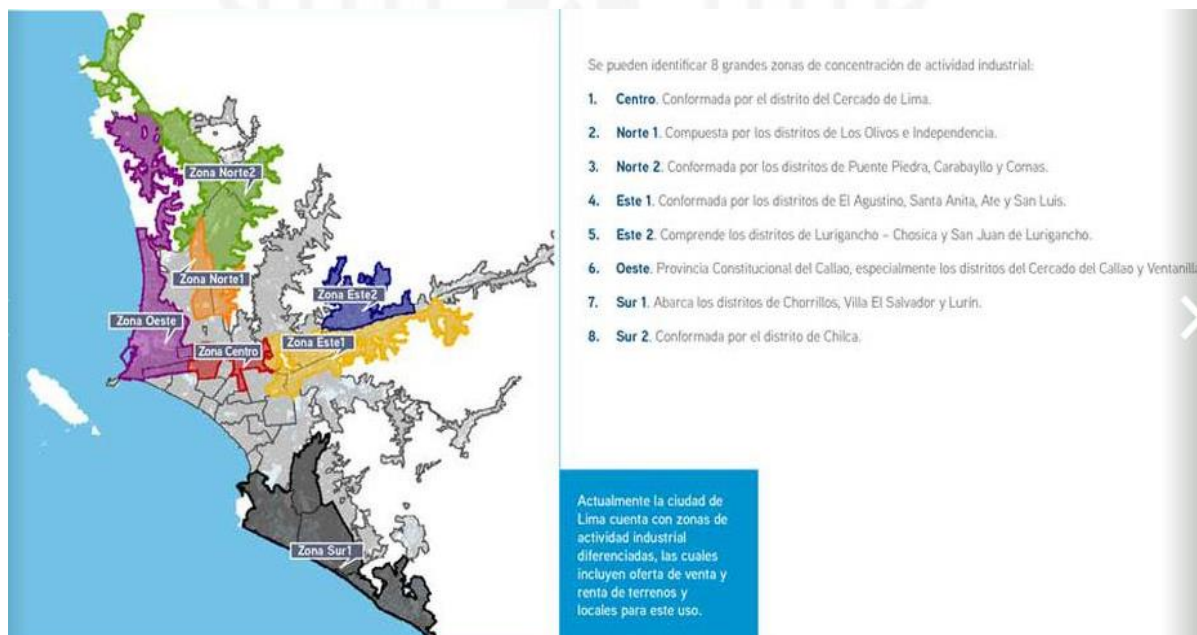 Zona Norte2
Zona Norte1
Zona Oeste
Zona Este2
Zona Este1
Zona Centro
Zona Sur1
Se pueden identificar 8 grandes zonas de concentración de actividad industrial:
1. Centro. Conformada por el distrito del Cercado de Lima.
2. Norte 1. Compuesta por los distritos de Los Olivos e Independencia.
3. Norte 2. Conformada por los distritos de Puente Piedra, Carabayllo y Comas.
4. Este 1. Conformada por los distritos de El Agustino, Santa Anita, Ate y San Luis.
5. Este 2. Comprende los distritos de Lurigancho – Chosica y San Juan de Lurigancho.
6. Oeste. Provincia Constitucional del Callao, especialmente los distritos del Cercado del Callao y Ventanilla
7. Sur 1. Abarca los distritos de Chorrillos, Villa El Salvador y Lurín.
8. Sur 2. Conformada por el distrito de Chilca.
Actualmente la ciudad de
Lima cuenta con zonas de
actividad industrial
diferenciadas, las cuales
incluyen oferta de venta y
renta de terrenos y
locales para este uso.